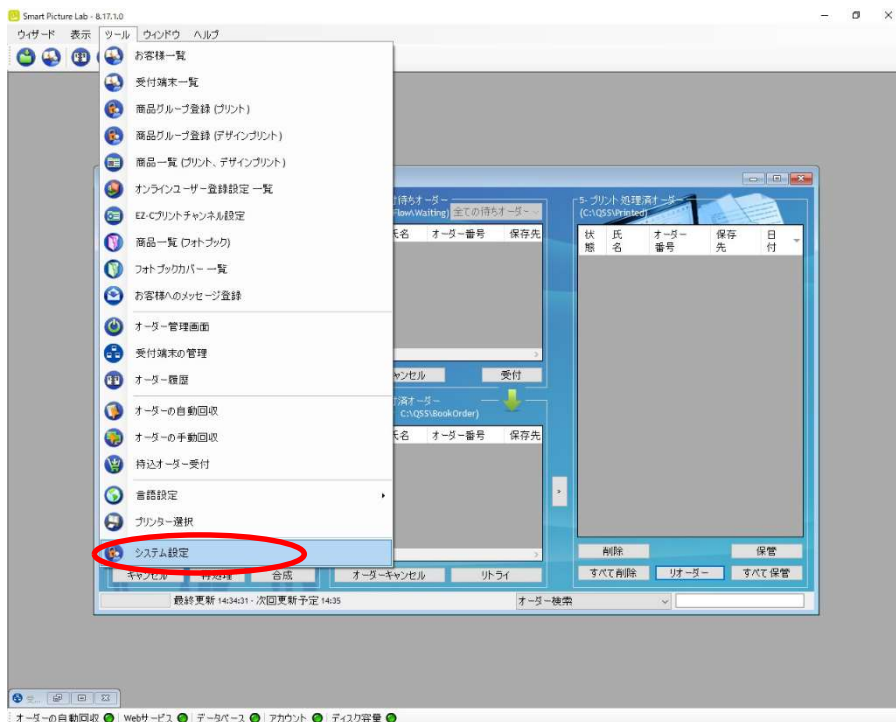 Smart Picture Lab - 8.17.1.0
ウィザード 表示 ツール ウィンドウ ヘルプ
お客様一覧
受付端末一覧
商品グループ登録 (プリント)
商品グループ登録 (デザインプリント)
商品一覧 (プリント、デザインプリント)
オンラインユーザー登録設定 一覧
EZ-Cプリントチャンネル設定
商品一覧 (フォトブック)
フォトブックカバー 一覧
お客様へのメッセージ登録
オーダー管理画面
受付端末の管理
オーダー履歴
オーダーの自動回収
オーダーの手動回収
持込オーダー受付
言語設定
プリンター選択
システム設定
待ちオーダー
Flow\Waiting) 全ての待ちオーダー
氏名 オーダー番号 保存先
ャンセル 受付
済オーダー
C:\QSS\BookOrder)
氏名 オーダー番号 保存先
キャンセル 再処理 合成 オーダーキャンセル リトライ
5- プリント処理済オーダー
(C:\QSS\Printed)
状態 氏名 オーダー番号 保存先 日付
削除 保管
すべて削除 リオーダー すべて保管
最終更新 14:34:31 - 次回更新予定 14:35 オーダー検索
受...
オーダーの自動回収 Webサービス データベース アカウント ディスク容量